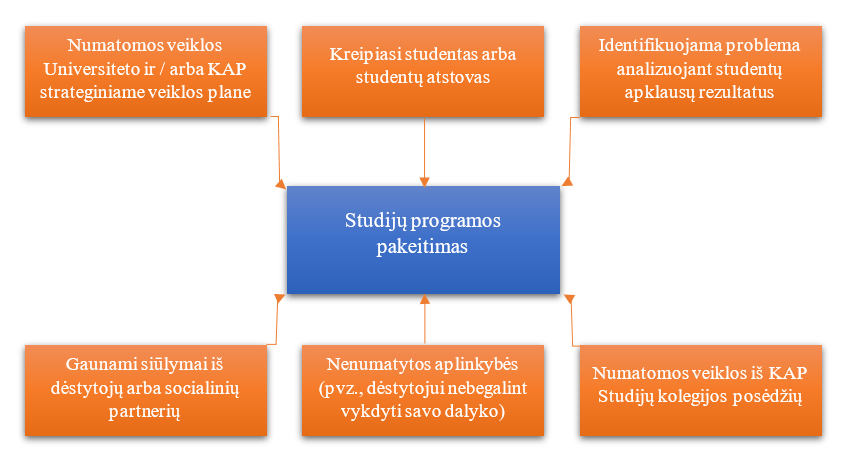 Numatomos veiklos
Universiteto ir / arba KAP
strateginiame veiklos plane
Kreipiasi studentas arba
studentų atstovas
Identifikuojama problema
analizuojant studentų
apklausų rezultatus
Studijų programos
pakeitimas
Gaunami siūlymai iš
dėstytojų arba socialinių
partnerių
Nenumatytos aplinkybės
(pvz., dėstytojui nebegalint
vykdyti savo dalyko)
Numatomos veiklos iš KAP
Studijų kolegijos posėdžių